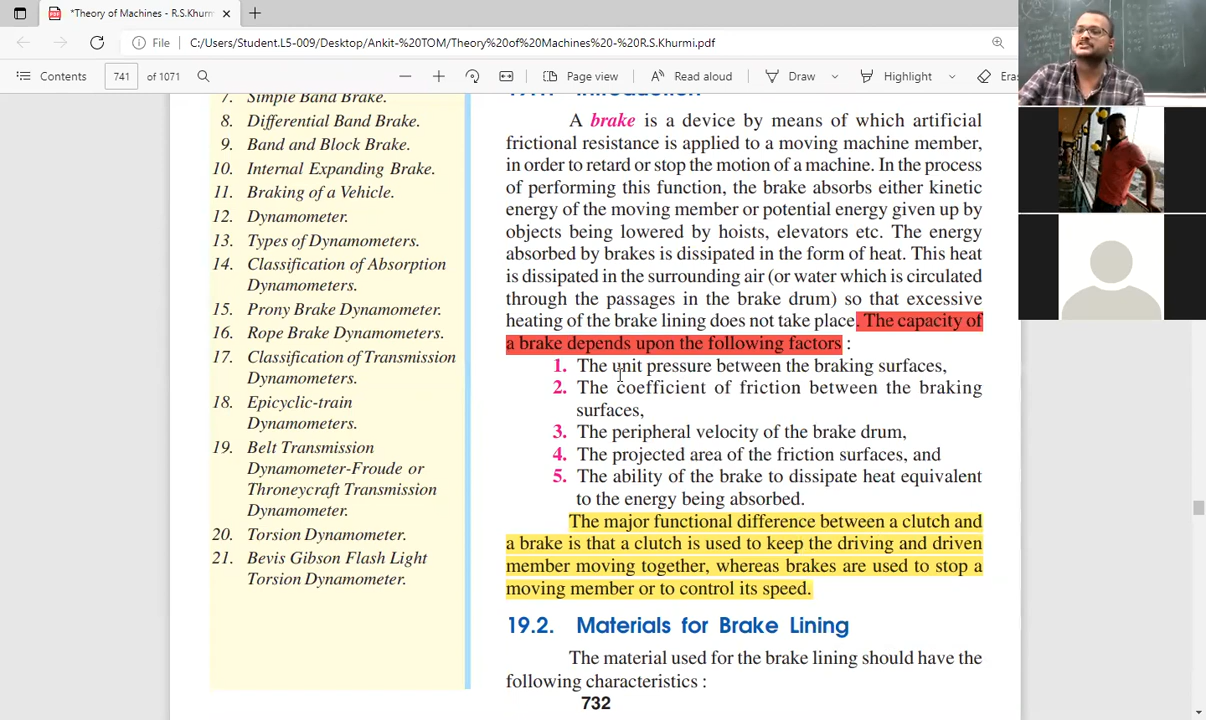 *Theory of Machines - R.S.Khurmi
File
C:/Users/Student.L5-009/Desktop/Ankit-%20TOM/Theory%20of%20Machines%20-%20R.S.Khurmi.pdf
Contents
741
of 1071
Page view
Read aloud
Draw
Highlight
Eras
7. Simple Band Brake.
8. Differential Band Brake.
9. Band and Block Brake.
10. Internal Expanding Brake.
11. Braking of a Vehicle.
12. Dynamometer.
13. Types of Dynamometers.
14. Classification of Absorption
Dynamometers.
15. Prony Brake Dynamometer.
16. Rope Brake Dynamometers.
17. Classification of Transmission
Dynamometers.
18. Epicyclic-train
Dynamometers.
19. Belt Transmission
Dynamometer-Froude or
Throneycraft Transmission
Dynamometer.
20. Torsion Dynamometer.
21. Bevis Gibson Flash Light
Torsion Dynamometer.
19.1. Introduction
A brake is a device by means of which artificial
frictional resistance is applied to a moving machine member,
in order to retard or stop the motion of a machine. In the process
of performing this function, the brake absorbs either kinetic
energy of the moving member or potential energy given up by
objects being lowered by hoists, elevators etc. The energy
absorbed by brakes is dissipated in the form of heat. This heat
is dissipated in the surrounding air (or water which is circulated
through the passages in the brake drum) so that excessive
heating of the brake lining does not take place. The capacity of
a brake depends upon the following factors :
1. The unit pressure between the braking surfaces,
2. The coefficient of friction between the braking
surfaces,
3. The peripheral velocity of the brake drum,
4. The projected area of the friction surfaces, and
5. The ability of the brake to dissipate heat equivalent
to the energy being absorbed.
The major functional difference between a clutch and
a brake is that a clutch is used to keep the driving and driven
member moving together, whereas brakes are used to stop a
moving member or to control its speed.
19.2. Materials for Brake Lining
The material used for the brake lining should have the
following characteristics :
732